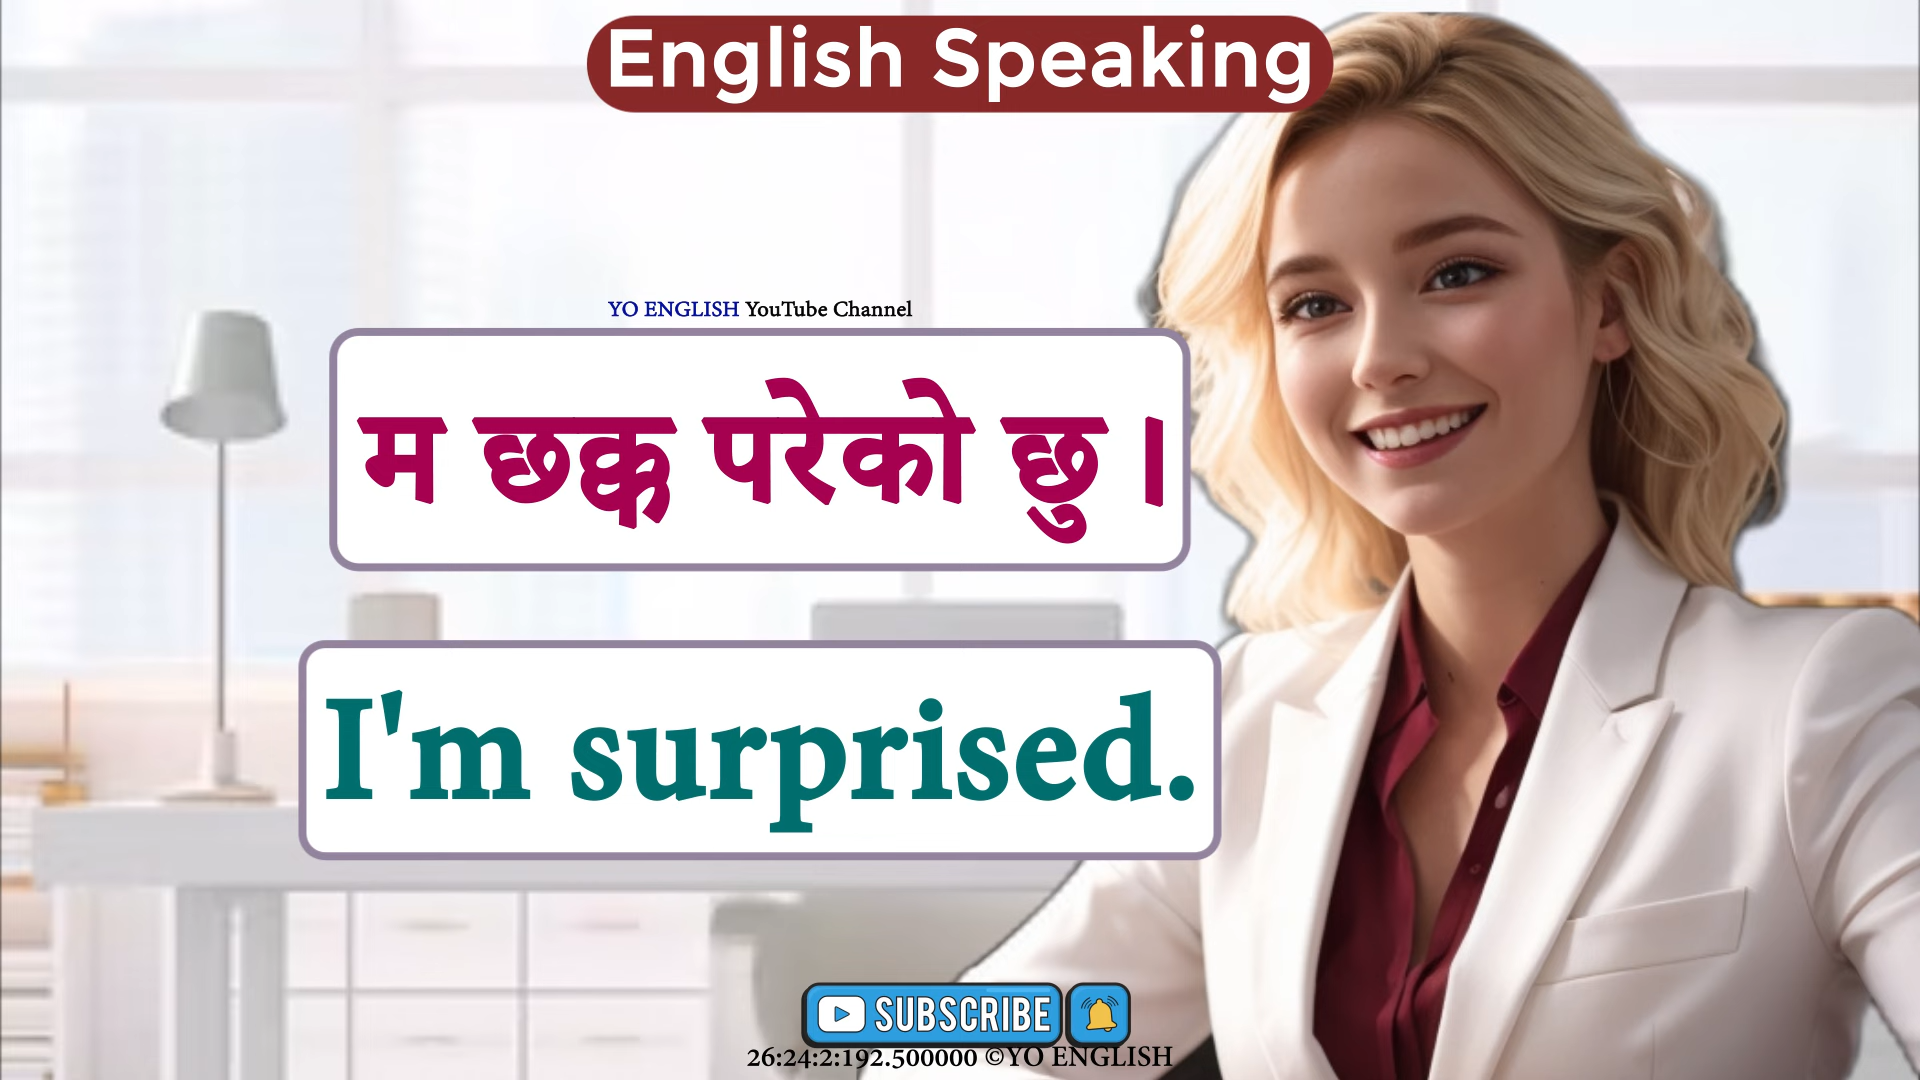 English Speaking
YO ENGLISH YouTube Channel
म छक्क परेको छु ।
I'm surprised.
SUBSCRIBE
26:24:2:192.500000 ©YO ENGLISH